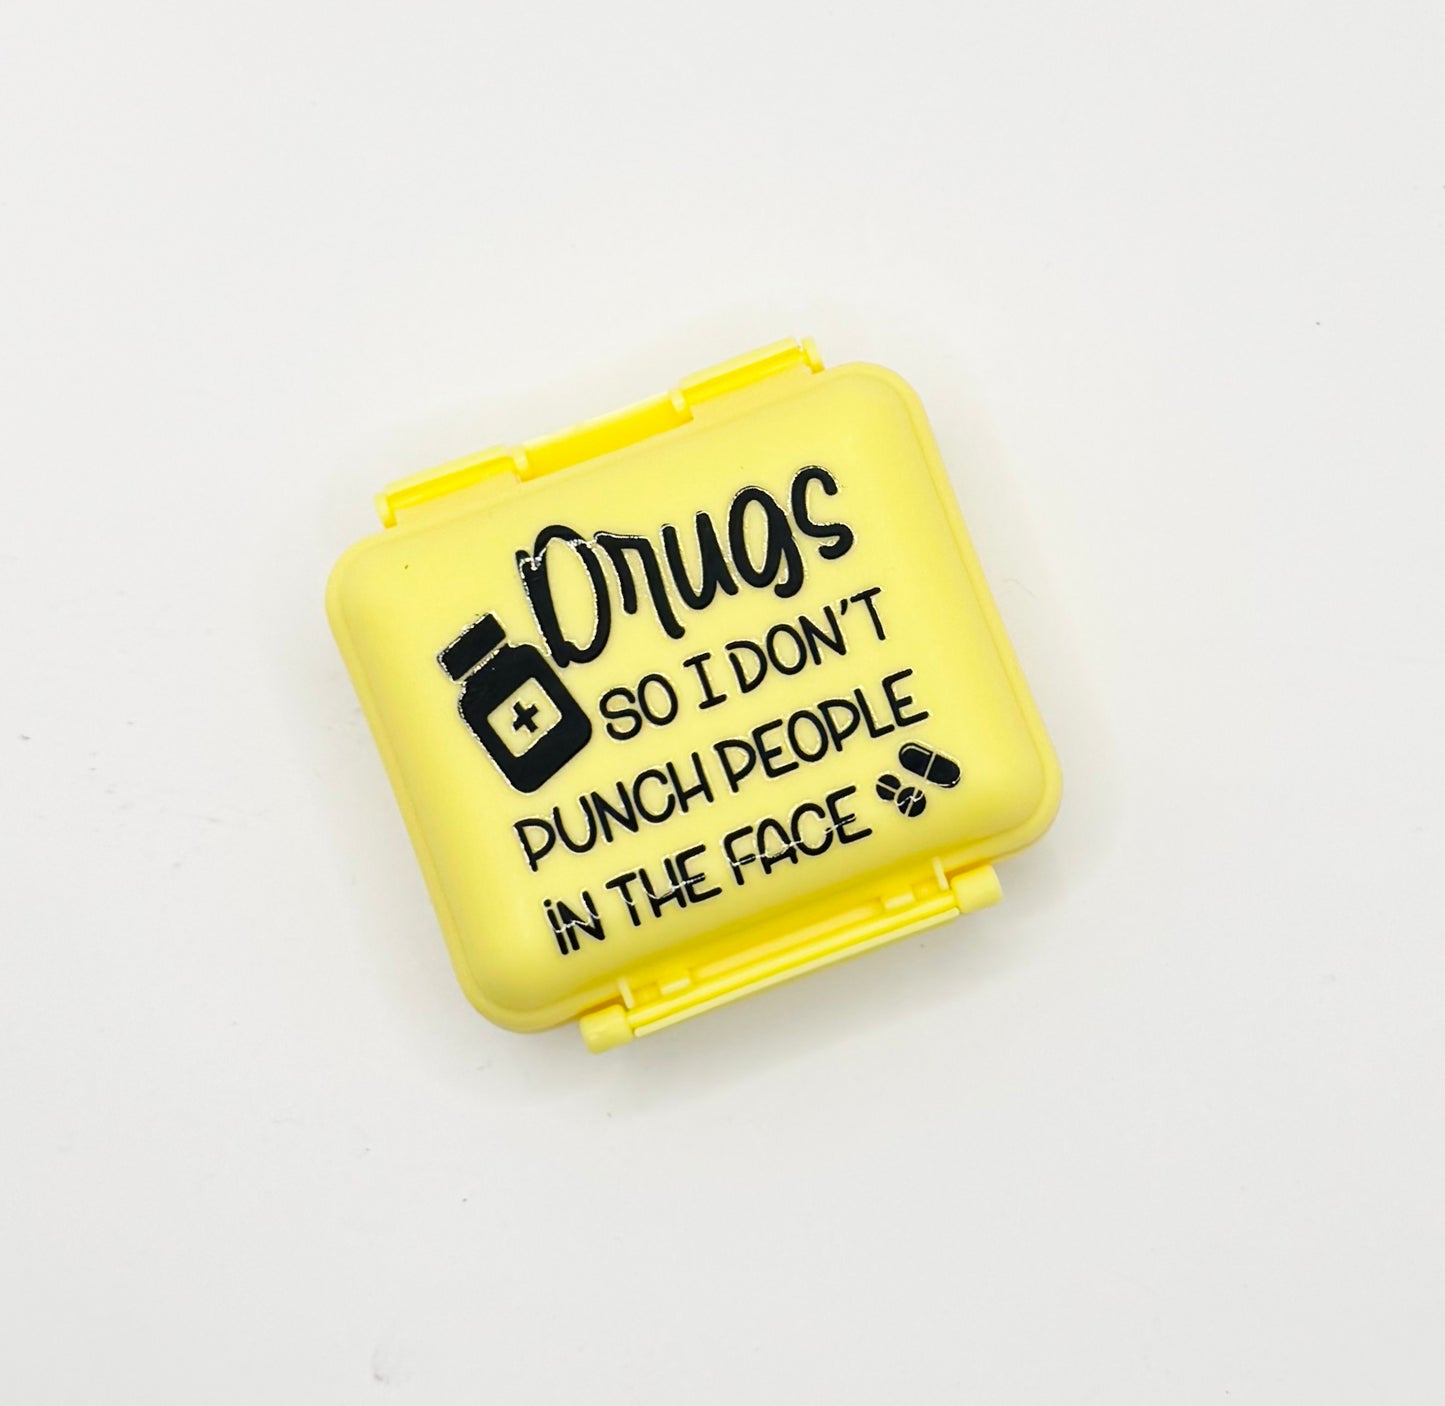 Drugs
SO I DON'T
PUNCH PEOPLE
iN THE FACE